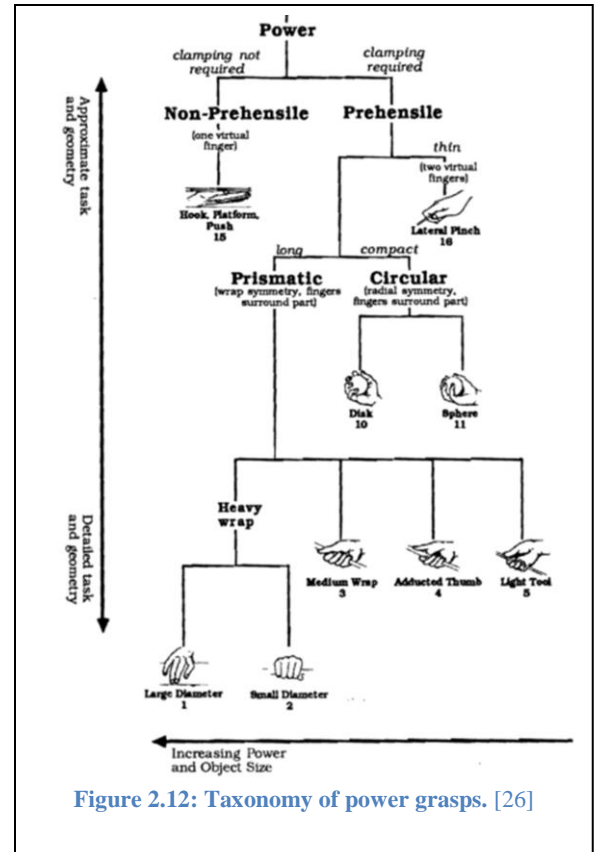 Power
clamping not
required
clamping
required
Non-Prehensile
(one virtual
finger)
Prehensile
thin
(two virtual
fingers)
Hook, Platform,
Push
15
Lateral Pinch
16
long
compact
Prismatic
(wrap symmetry, fingers
surround part)
Circular
(radial symmetry,
fingers surround part)
Disk
10
Sphere
11
Heavy
wrap
Medium Wrap
3
Adducted Thumb
4
Light Tool
5
Large Diameter
1
Small Diameter
2
Approximate task
and geometry
Detailed task
and geometry
Increasing Power
and Object Size
Figure 2.12: Taxonomy of power grasps. [26]